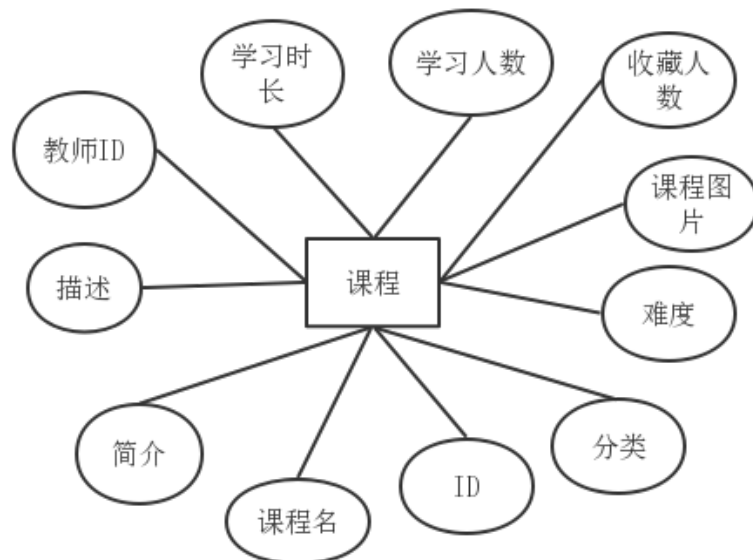 学习时
长
学习人数
收藏人
数
教师ID
课程图
片
描述
课程
难度
简介
课程名
ID
分类